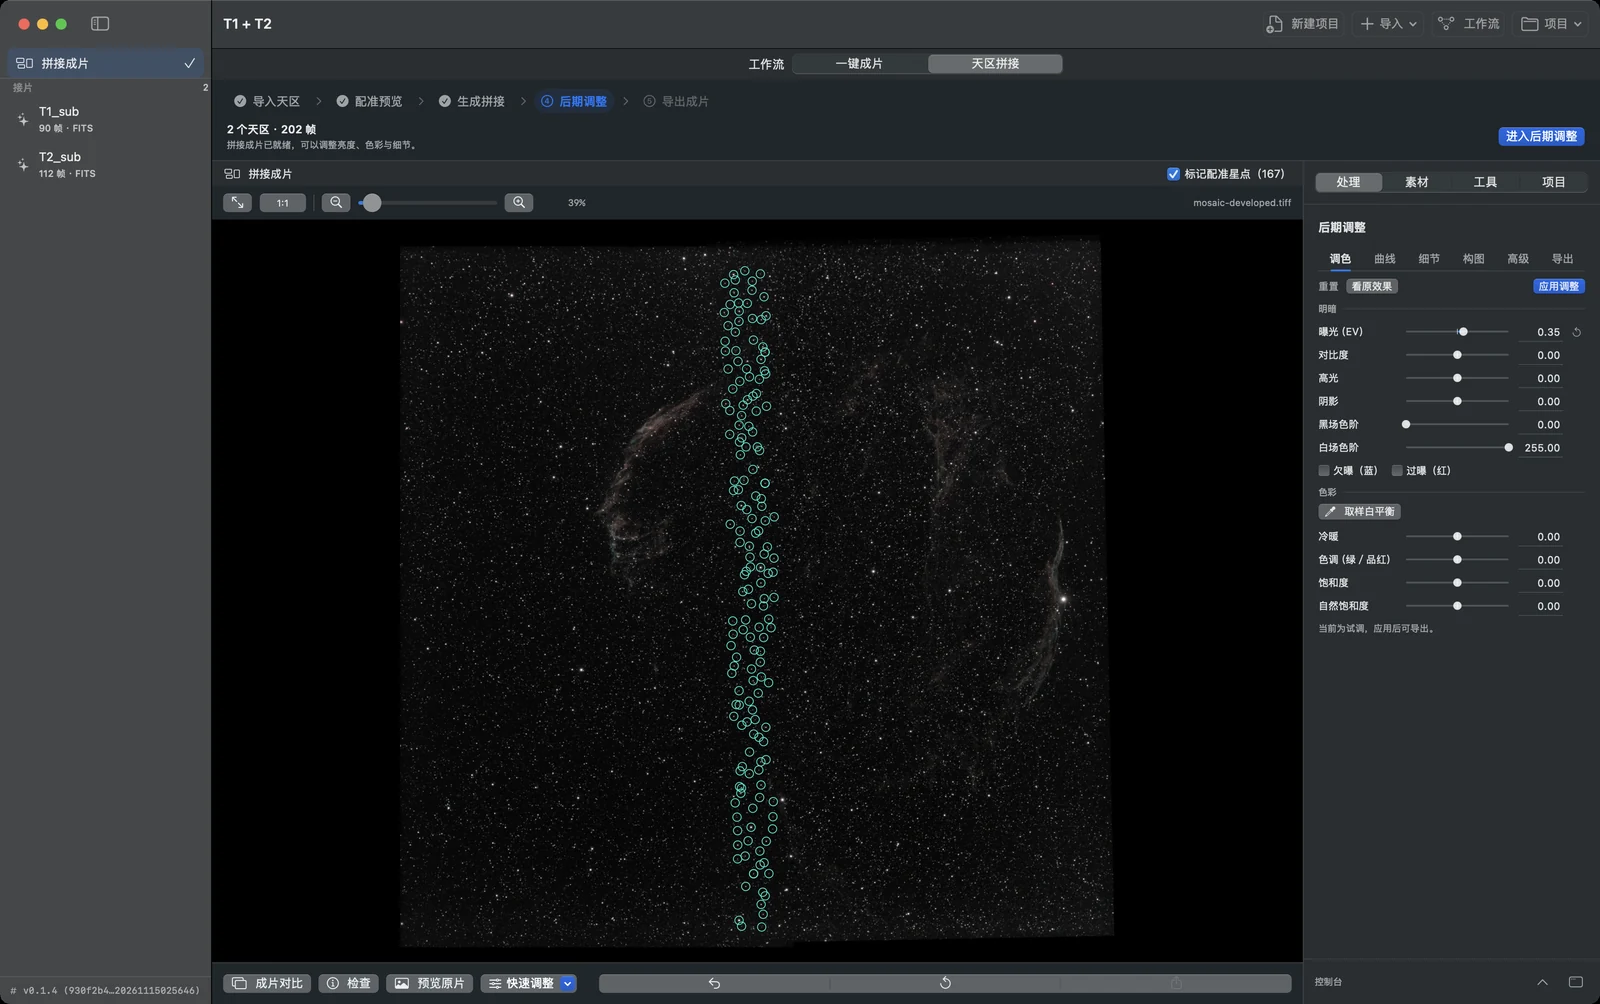 T1 + T2
新建项目
导入
工作流
项目
拼接成片
接片
2
T1_sub
90 帧 · FITS
T2_sub
112 帧 · FITS
工作流
一键成片
天区拼接
导入天区
配准预览
生成拼接
4 后期调整
5 导出成片
2 个天区 · 202 帧
拼接成片已就绪，可以调整亮度、色彩与细节。
进入后期调整
拼接成片
标记配准星点（167）
1:1
39%
mosaic-developed.tiff
处理
素材
工具
项目
后期调整
调色
曲线
细节
构图
高级
导出
重置
看原效果
应用调整
明暗
曝光 (EV)
0.35
对比度
0.00
高光
0.00
阴影
0.00
黑场色阶
0.00
白场色阶
255.00
欠曝（蓝）
过曝（红）
色彩
取样白平衡
冷暖
0.00
色调 (绿 / 品红)
0.00
饱和度
0.00
自然饱和度
0.00
当前为试调，应用后可导出。
# v0.1.4 (930f2b4…20261115025646)
成片对比
检查
预览原片
快速调整
控制台